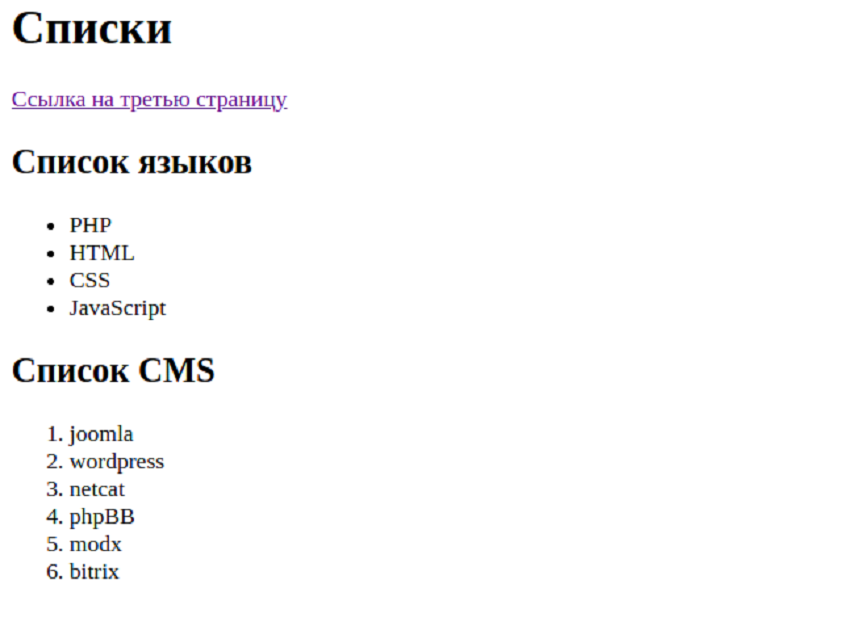 Списки
Ссылка на третью страницу
Список языков
• PHP
• HTML
• CSS
• JavaScript
Список CMS
1. joomla
2. wordpress
3. netcat
4. phpBB
5. modx
6. bitrix